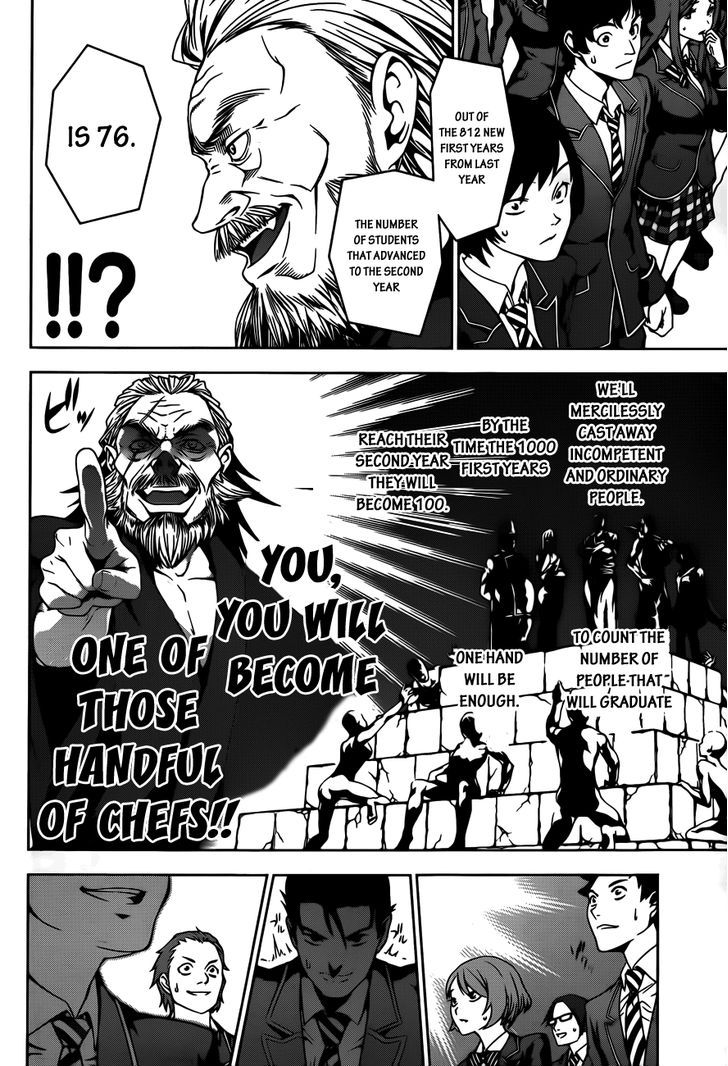 OUT OF
THE 812 NEW
FIRST YEARS
FROM LAST
YEAR
THE NUMBER
OF STUDENTS
THAT ADVANCED
TO THE SECOND
YEAR
IS 76.
!!?
WE'LL
MERCILESSLY
CAST AWAY
INCOMPETENT
AND ORDINARY
PEOPLE.
BY THE
TIME THE 1000
FIRST YEARS
REACH THEIR
SECOND YEAR
THEY WILL
BECOME 100.
ビッ
TO COUNT THE
NUMBER OF
PEOPLE THAT
WILL GRADUATE
ONE HAND
WILL BE
ENOUGH.
YOU,
YOU WILL
BECOME
ONE OF
THOSE
HANDFUL
OF CHEFS!!